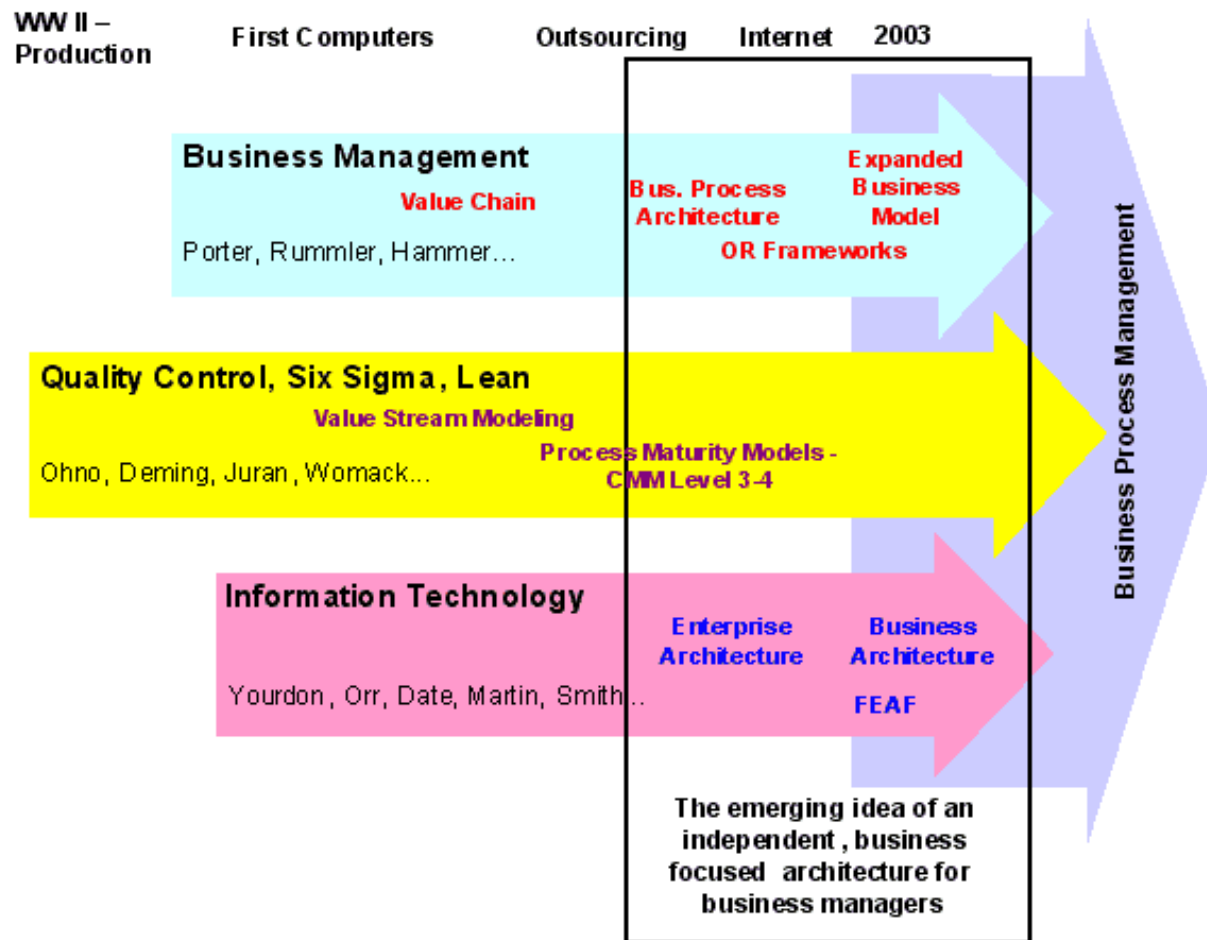 WW II –
Production
First Computers
Outsourcing
Internet
2003
Business Management
Value Chain
Bus. Process
Architecture
Expanded
Business
Model
OR Frameworks
Porter, Rummler, Hammer...
Quality Control, Six Sigma, Lean
Value Stream Modeling
Process Maturity Models -
CMM Level 3-4
Ohno, Deming, Juran, Womack...
Information Technology
Enterprise
Architecture
Business
Architecture
FEAF
Yourdon, Orr, Date, Martin, Smith...
Business Process Management
The emerging idea of an
independent , business
focused architecture for
business managers